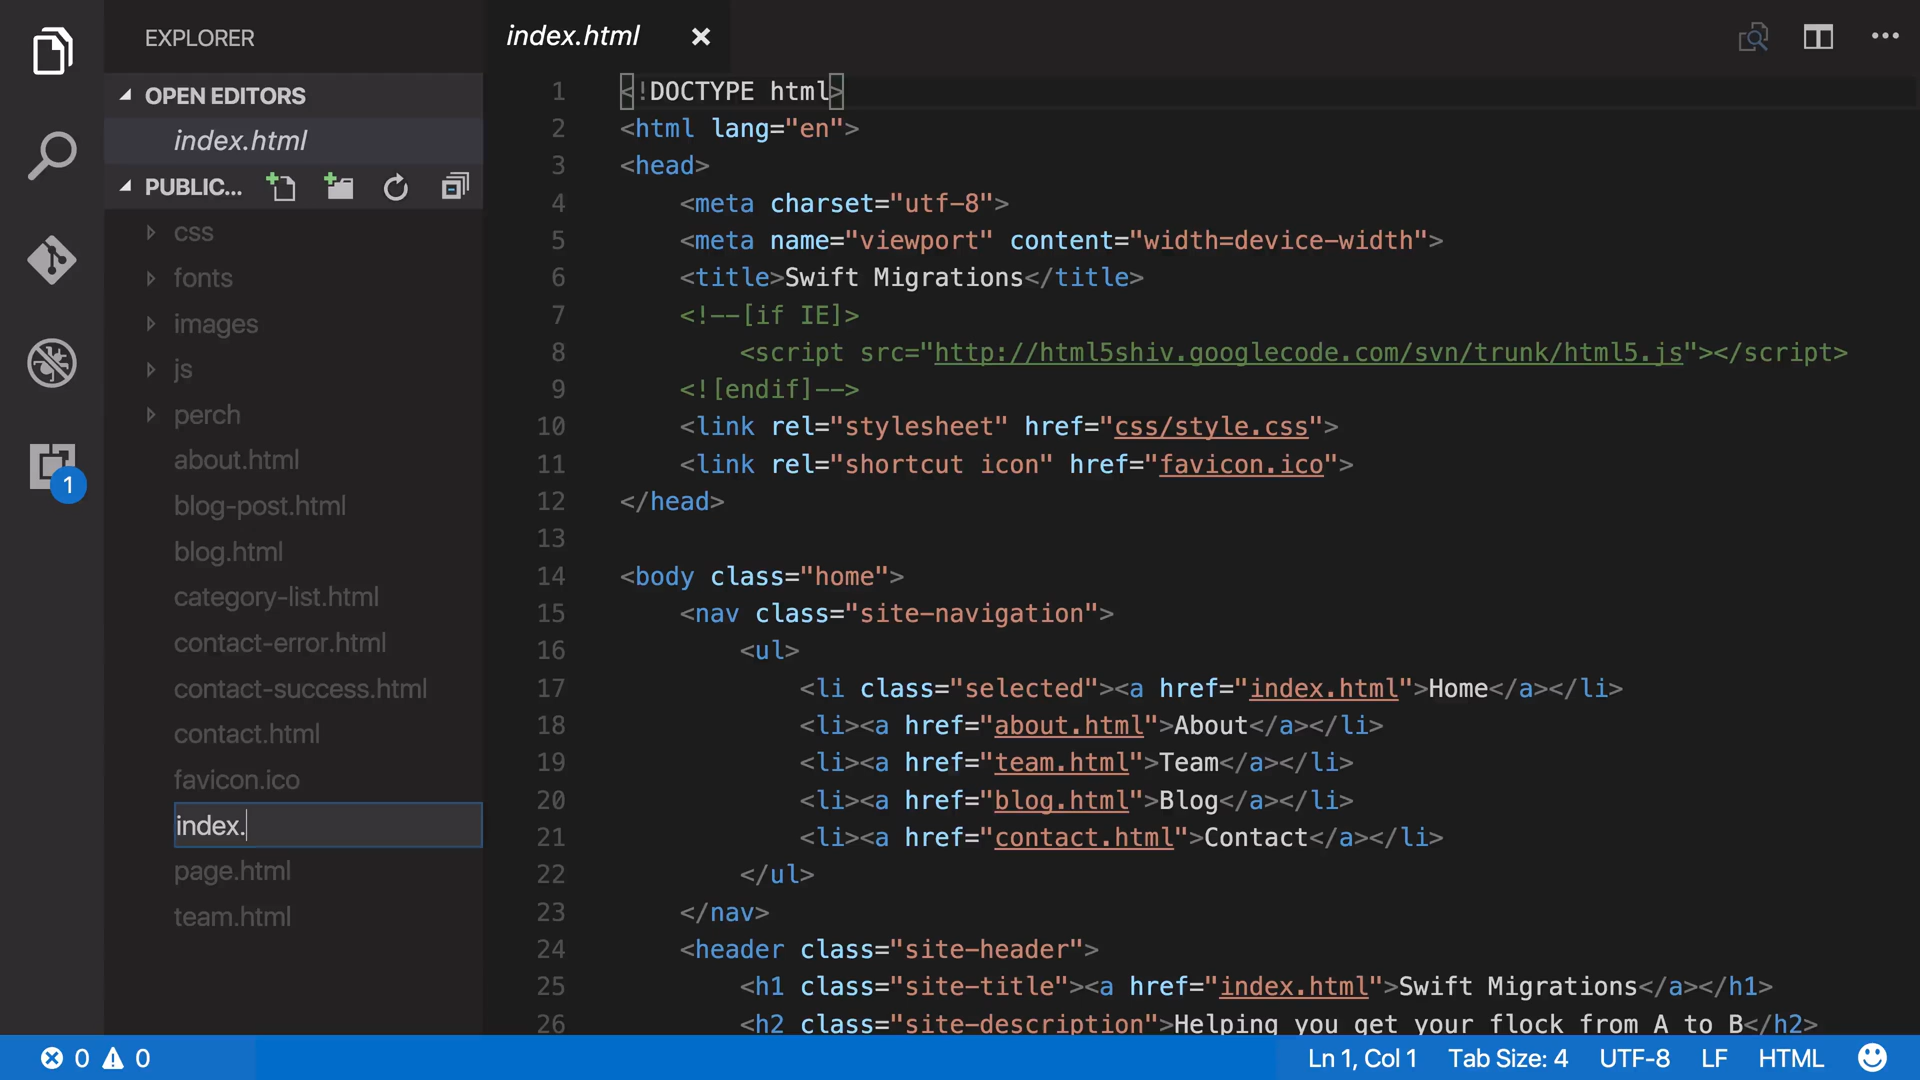 EXPLORER
OPEN EDITORS
index.html
PUBLIC...
css
fonts
images
js
perch
about.html
blog-post.html
blog.html
category-list.html
contact-error.html
contact-success.html
contact.html
favicon.ico
index.
page.html
team.html
1
index.html
1 <!DOCTYPE html>
2 <html lang="en">
3 <head>
4 <meta charset="utf-8">
5 <meta name="viewport" content="width=device-width">
6 <title>Swift Migrations</title>
7 <!--[if IE]>
8 <script src="http://html5shiv.googlecode.com/svn/trunk/html5.js"></script>
9 <![endif]-->
10 <link rel="stylesheet" href="css/style.css">
11 <link rel="shortcut icon" href="favicon.ico">
12 </head>
13
14 <body class="home">
15 <nav class="site-navigation">
16 <ul>
17 <li class="selected"><a href="index.html">Home</a></li>
18 <li><a href="about.html">About</a></li>
19 <li><a href="team.html">Team</a></li>
20 <li><a href="blog.html">Blog</a></li>
21 <li><a href="contact.html">Contact</a></li>
22 </ul>
23 </nav>
24 <header class="site-header">
25 <h1 class="site-title"><a href="index.html">Swift Migrations</a></h1>
26 <h2 class="site-description">Helping you get your flock from A to B</h2>
0 0 Ln 1, Col 1 Tab Size: 4 UTF-8 LF HTML